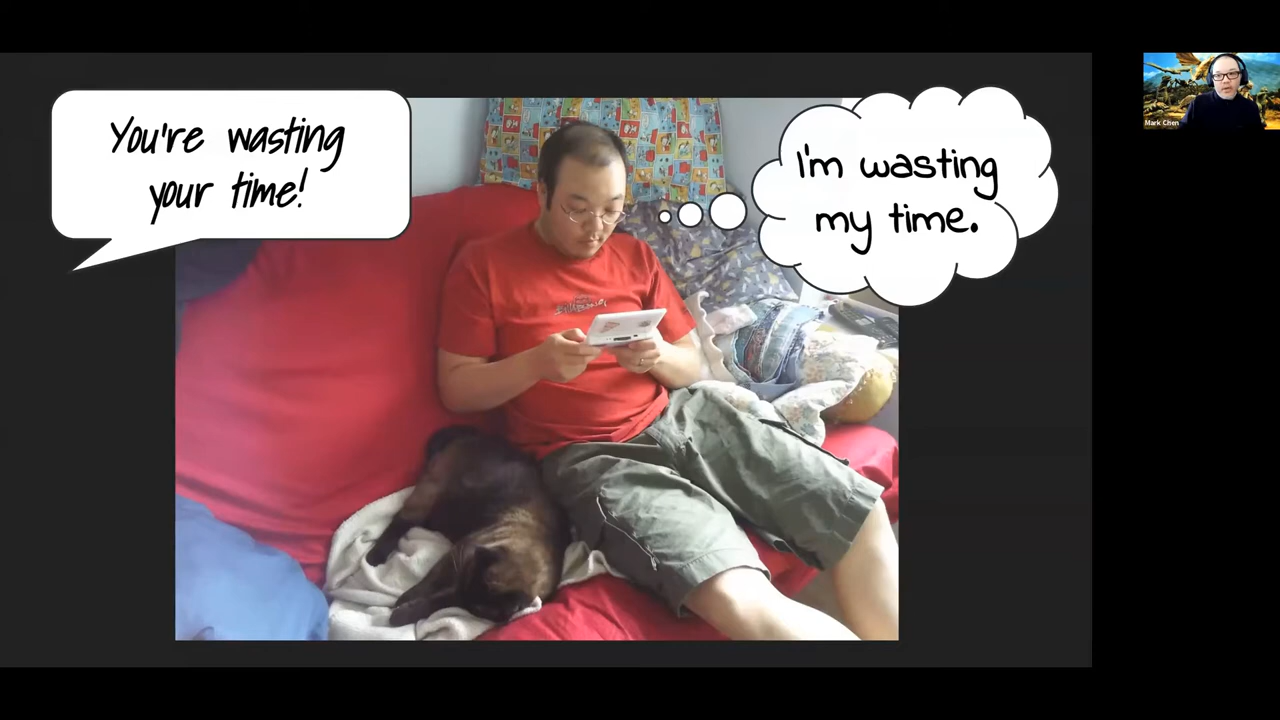 You're wasting
your time!
I'm wasting
my time.
Mark Chen